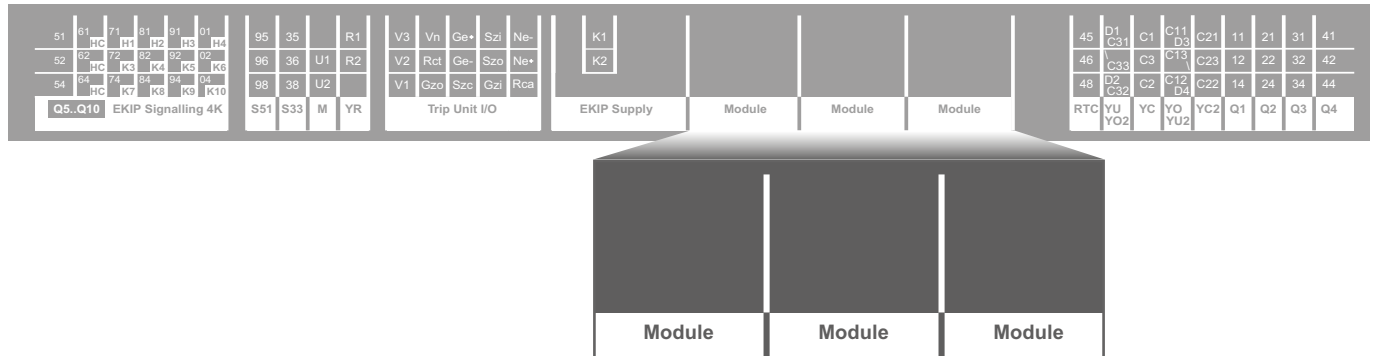 51 61 HC 71 H1 81 H2 91 H3 01 H4 95 35 R1 V3 Vn Ge• Szi Ne- K1 45 D1 C31 C1 C11 D3 C21 11 21 31 41
52 62 HC 72 K3 82 K4 92 K5 02 K6 96 36 U1 R2 V2 Rct Ge- Szo Ne• K2 46 \ C33 C3 C13 \ C23 12 22 32 42
54 64 HC 74 K7 84 K8 94 K9 04 K10 98 38 U2 V1 Gzo Szc Gzi Rca 48 D2 C32 C2 C12 D4 C22 14 24 34 44
Q5..Q10 EKIP Signalling 4K S51 S33 M YR Trip Unit I/O EKIP Supply Module Module Module RTC YU YC YO YC2 Q1 Q2 Q3 Q4
YO2 YU2
Module Module Module